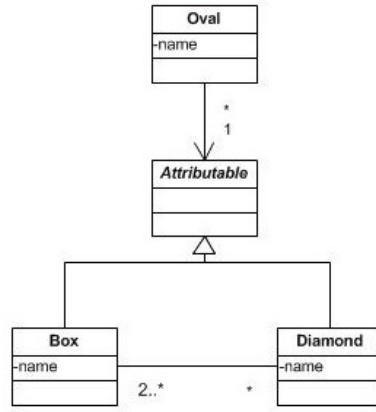 Oval
-name
*
1
Attributable
Box
-name
Diamond
-name
2..*
*